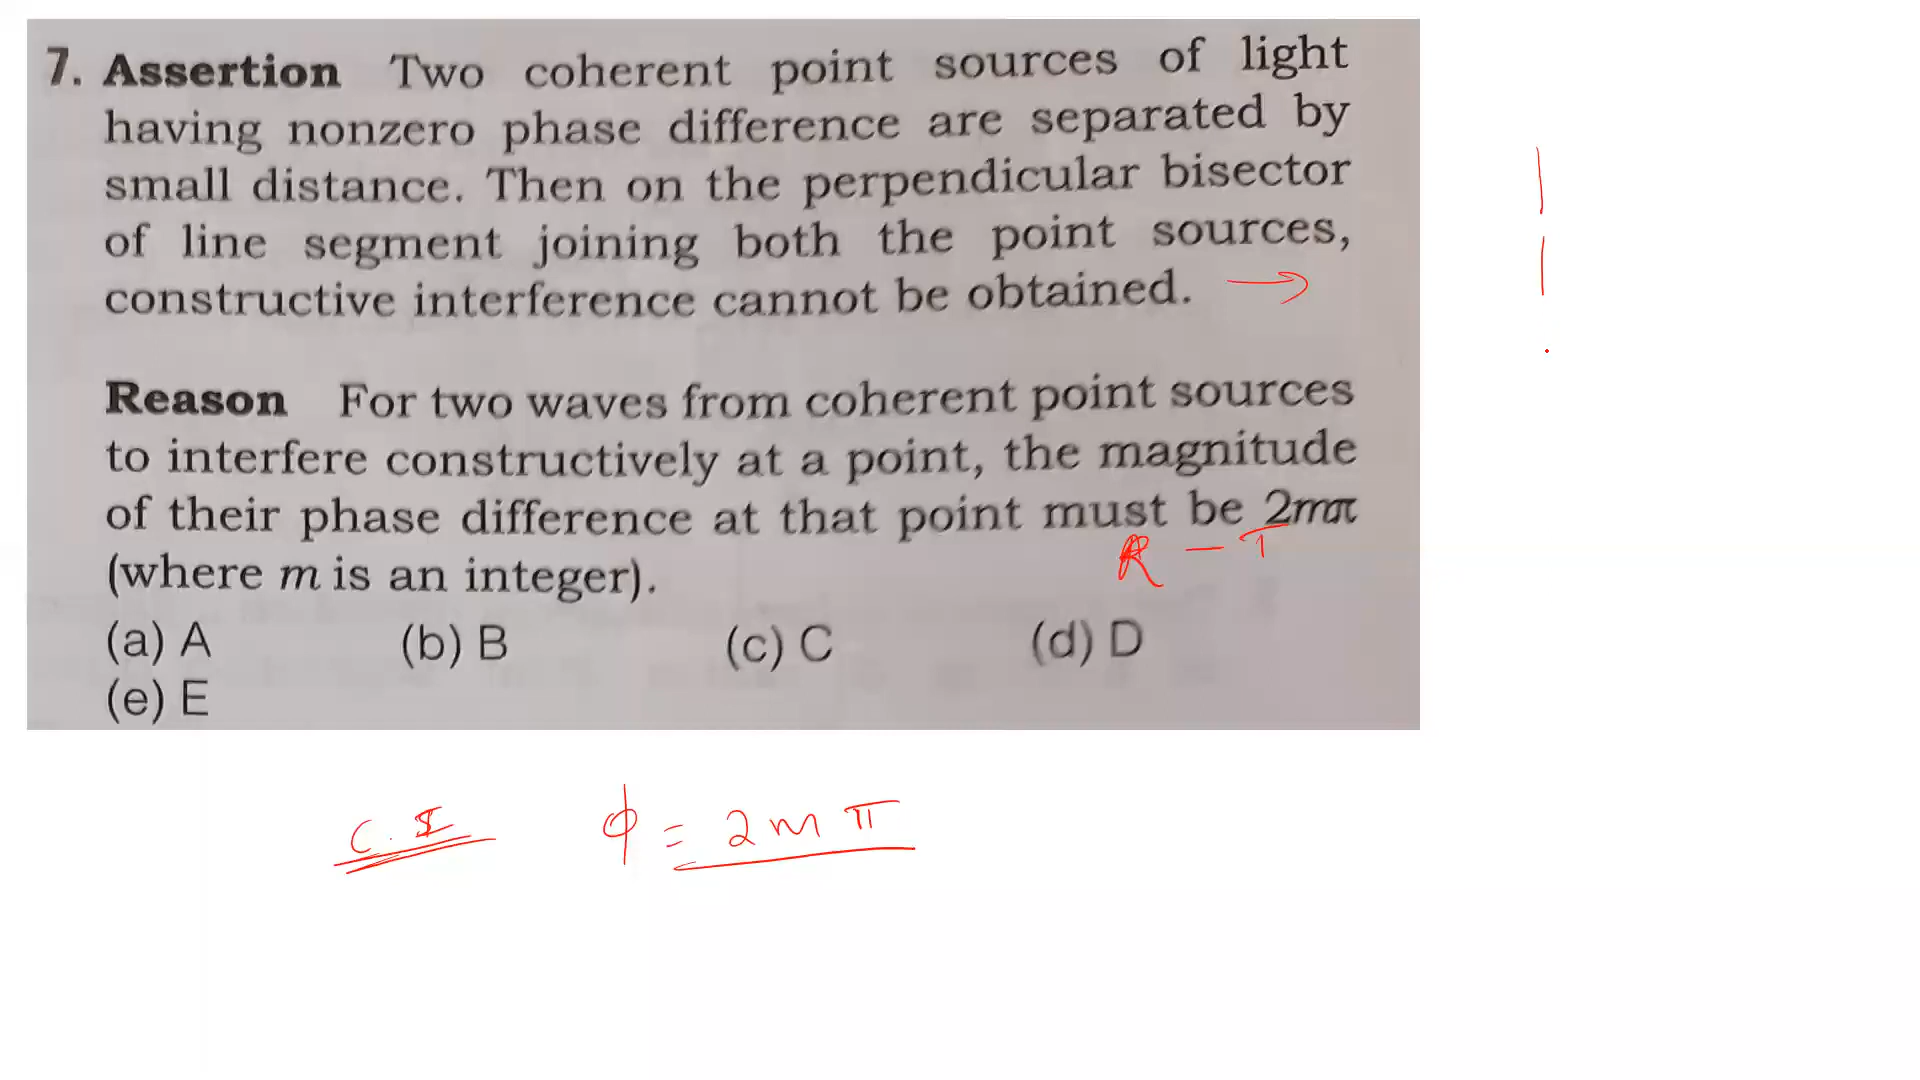 7. Assertion Two coherent point sources of light
having nonzero phase difference are separated by
small distance. Then on the perpendicular bisector
of line segment joining both the point sources,
constructive interference cannot be obtained. →
Reason For two waves from coherent point sources
to interfere constructively at a point, the magnitude
of their phase difference at that point must be 2mπ
R - T
(where m is an integer).
(a) A (b) B (c) C (d) D
(e) E
C.I ϕ = 2mπ